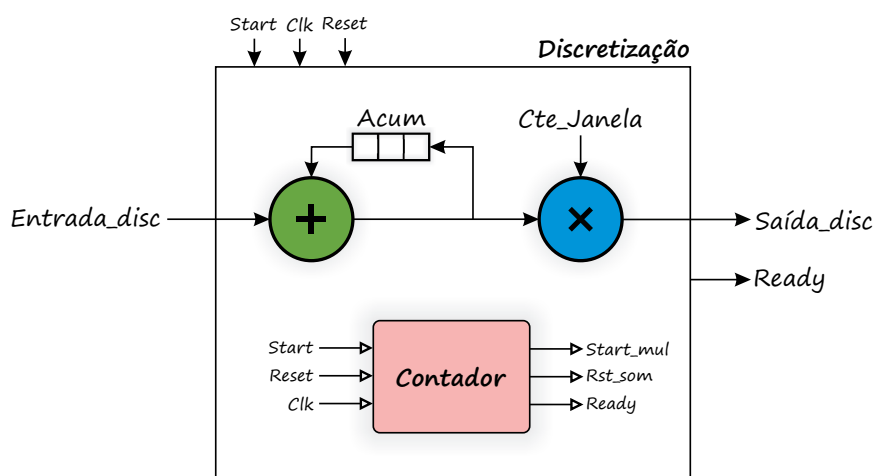 Start Clk Reset
Discretização
Acum
Cte_Janela
+
×
Entrada_disc
Saída_disc
Ready
Start
Reset
Clk
Contador
Start_mul
Rst_som
Ready